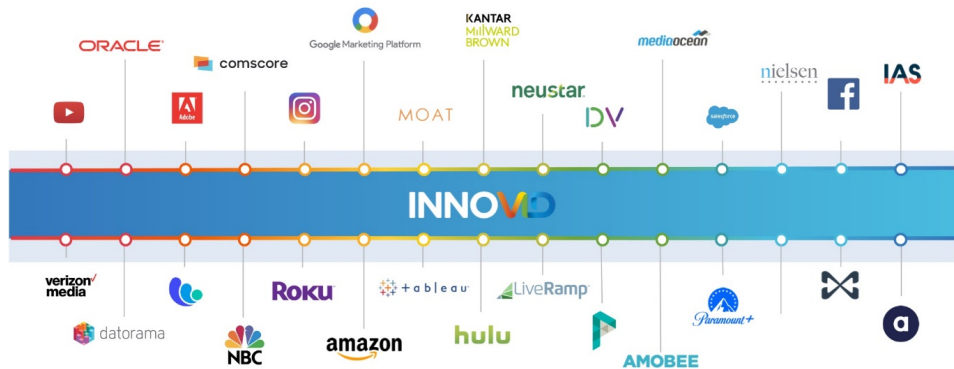 ORACLE
comscore
Adobe
Google Marketing Platform
MOAT
KANTAR
MILLWARD
BROWN
neustar
DV
mediaocean
salesforce
nielsen
IAS
INNOVID
verizon
media
datorama
NBC
ROKU
amazon
+ a b l e a u
hulu
LiveRamp
AMOBEE
Paramount+
a